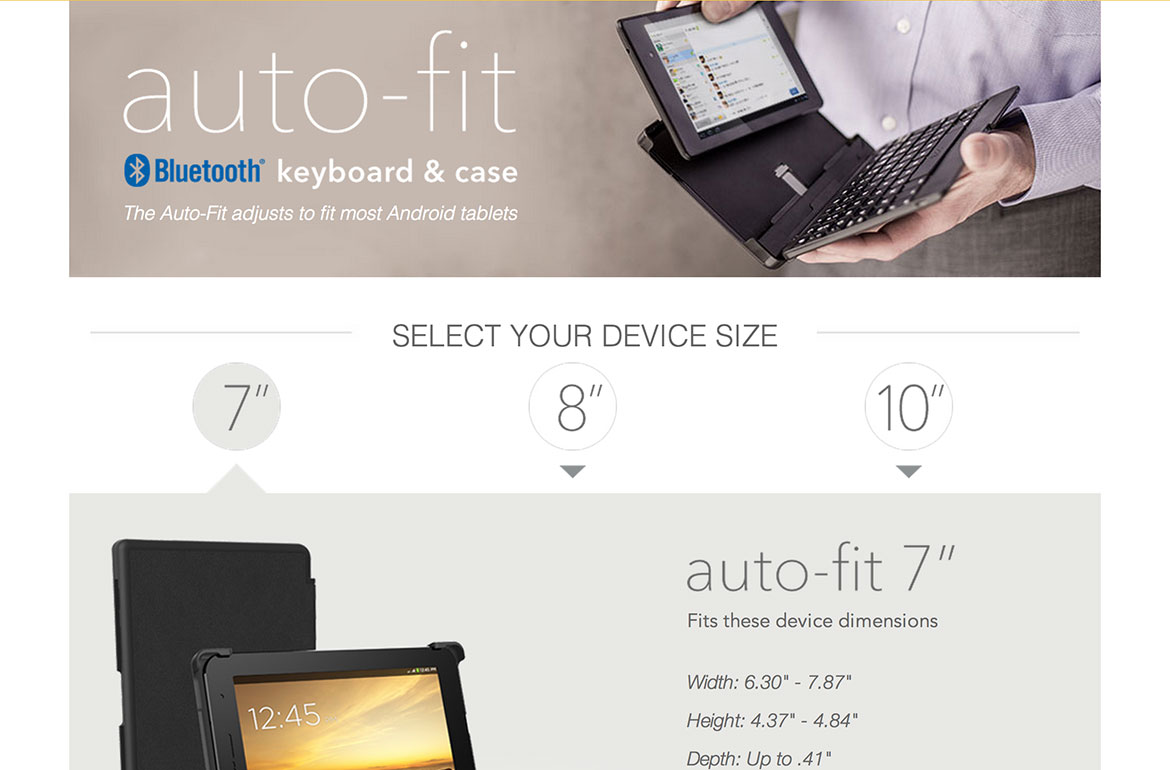 auto-fit
Bluetooth® keyboard & case
The Auto-Fit adjusts to fit most Android tablets
SELECT YOUR DEVICE SIZE
7"
8"
10"
auto-fit 7"
Fits these device dimensions
Width: 6.30" - 7.87"
Height: 4.37" - 4.84"
Depth: Up to .41"
12:45